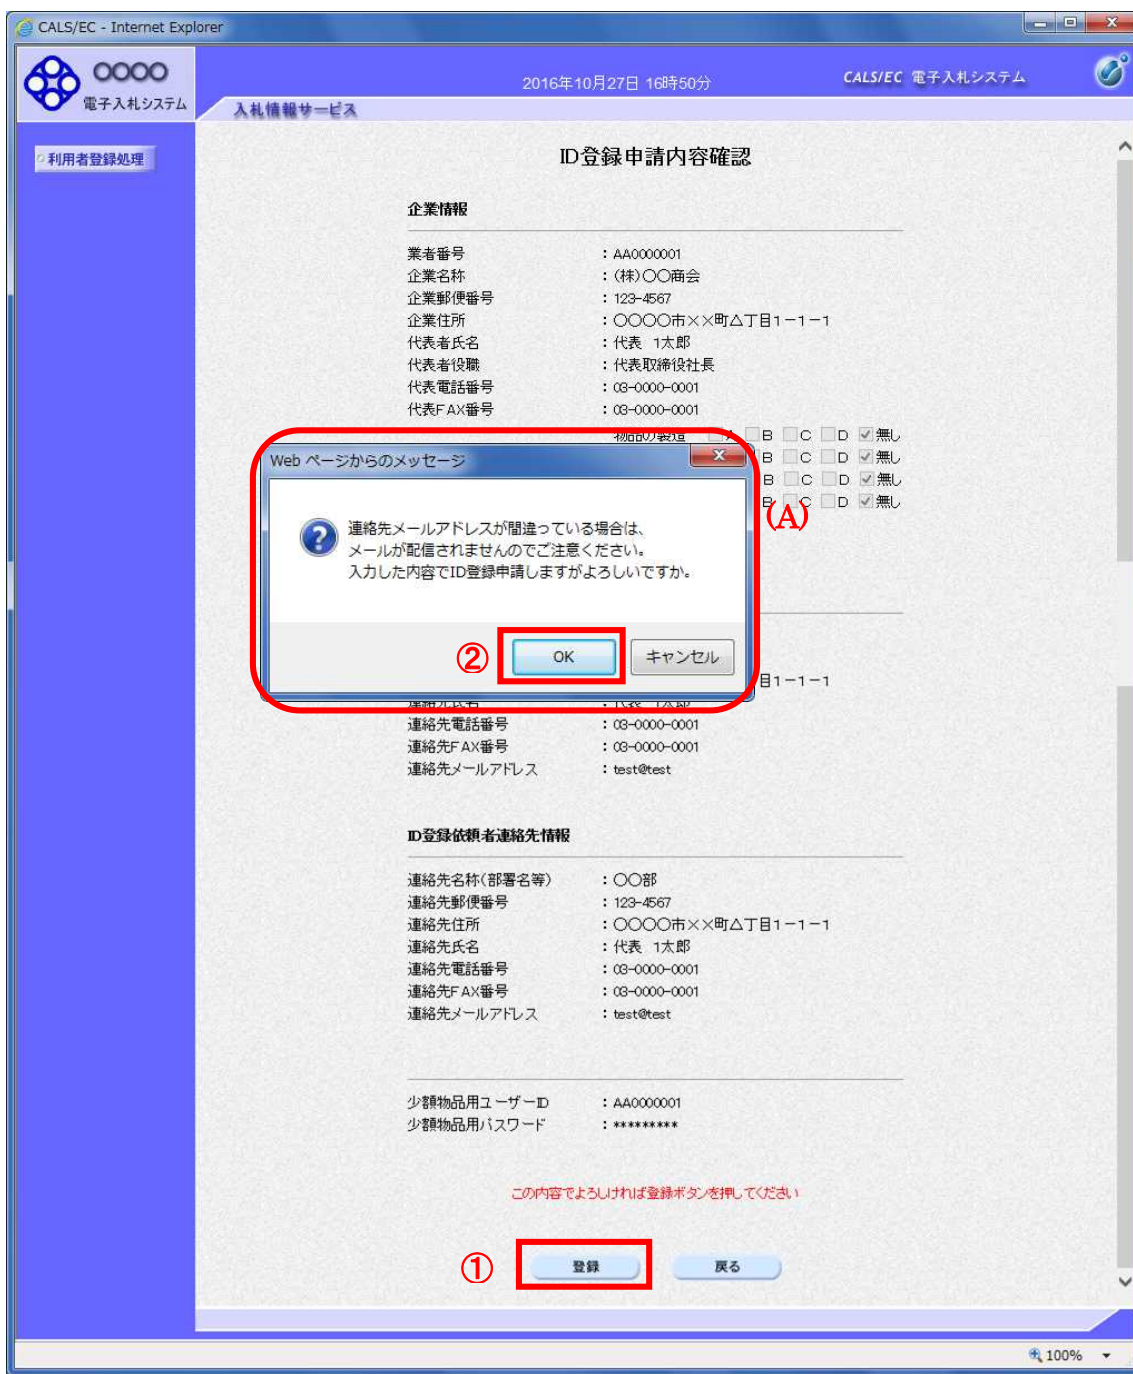 CALS/EC - Internet Explorer
○○○○
電子入札システム
2016年10月27日 16時50分
CALS/EC 電子入札システム
入札情報サービス
利用者登録処理
ID登録申請内容確認
企業情報
業者番号 ：AA0000001
企業名称 ：(株)○○商会
企業郵便番号 ：123-4567
企業住所 ：○○○○市××町△丁目1－1－1
代表者氏名 ：代表 1太郎
代表者役職 ：代表取締役社長
代表電話番号 ：03-0000-0001
代表FAX番号 ：03-0000-0001
物品の製造 A B C D 無し
B C D 無し
B C D 無し
B C D 無し
(A)
Web ページからのメッセージ
連絡先メールアドレスが間違っている場合は、
メールが配信されませんのでご注意ください。
入力した内容でID登録申請しますがよろしいですか。
② OK キャンセル
目1－1－1
連絡先氏名 ：代表 1太郎
連絡先電話番号 ：03-0000-0001
連絡先FAX番号 ：03-0000-0001
連絡先メールアドレス ：test@test
ID登録依頼者連絡先情報
連絡先名称(部署名等) ：○○部
連絡先郵便番号 ：123-4567
連絡先住所 ：○○○○市××町△丁目1－1－1
連絡先氏名 ：代表 1太郎
連絡先電話番号 ：03-0000-0001
連絡先FAX番号 ：03-0000-0001
連絡先メールアドレス ：test@test
少額物品用ユーザーID ：AA0000001
少額物品用パスワード ：*********
この内容でよろしければ登録ボタンを押してください
① 登録 戻る
100%